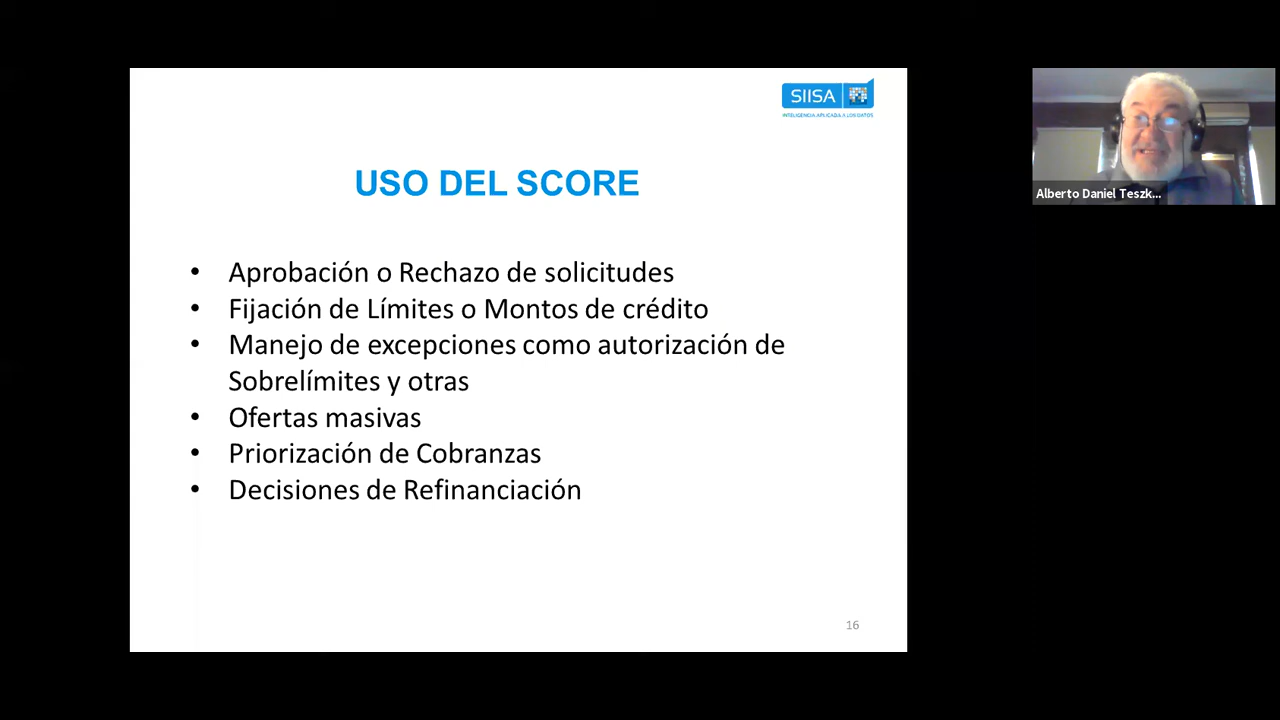 SIISA
INTELIGENCIA APLICADA A LOS DATOS
USO DEL SCORE
• Aprobación o Rechazo de solicitudes
• Fijación de Límites o Montos de crédito
• Manejo de excepciones como autorización de
Sobrelímites y otras
• Ofertas masivas
• Priorización de Cobranzas
• Decisiones de Refinanciación
16
Alberto Daniel Teszk...